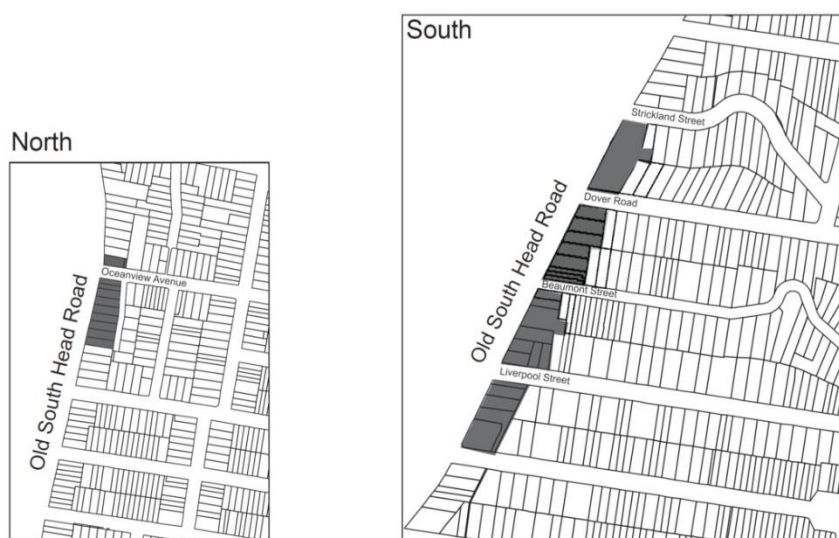 North
Oceanview Avenue
Old South Head Road
South
Strickland Street
Dover Road
Old South Head Road
Beaumont Street
Liverpool Street